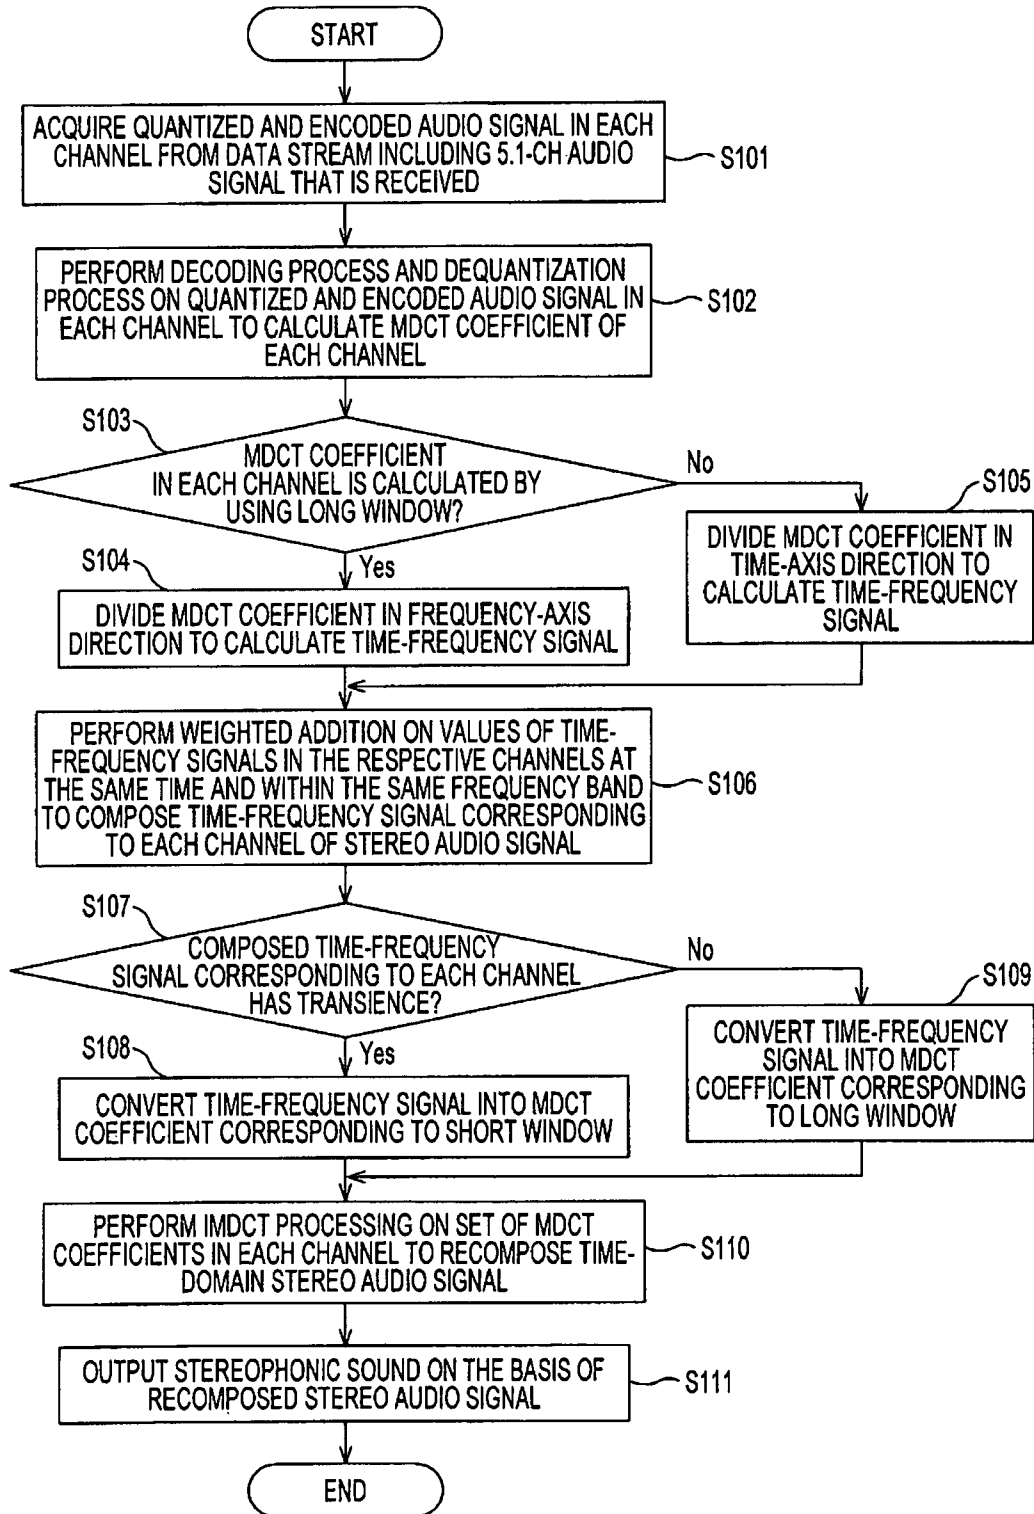 START
ACQUIRE QUANTIZED AND ENCODED AUDIO SIGNAL IN EACH
CHANNEL FROM DATA STREAM INCLUDING 5.1-CH AUDIO
SIGNAL THAT IS RECEIVED
S101
PERFORM DECODING PROCESS AND DEQUANTIZATION
PROCESS ON QUANTIZED AND ENCODED AUDIO SIGNAL IN
EACH CHANNEL TO CALCULATE MDCT COEFFICIENT OF
EACH CHANNEL
S102
S103
MDCT COEFFICIENT
IN EACH CHANNEL IS CALCULATED BY
USING LONG WINDOW?
No
Yes
S105
DIVIDE MDCT COEFFICIENT IN
TIME-AXIS DIRECTION TO
CALCULATE TIME-FREQUENCY
SIGNAL
S104
DIVIDE MDCT COEFFICIENT IN FREQUENCY-AXIS
DIRECTION TO CALCULATE TIME-FREQUENCY SIGNAL
PERFORM WEIGHTED ADDITION ON VALUES OF TIME-
FREQUENCY SIGNALS IN THE RESPECTIVE CHANNELS AT
THE SAME TIME AND WITHIN THE SAME FREQUENCY BAND
TO COMPOSE TIME-FREQUENCY SIGNAL CORRESPONDING
TO EACH CHANNEL OF STEREO AUDIO SIGNAL
S106
S107
COMPOSED TIME-FREQUENCY
SIGNAL CORRESPONDING TO EACH CHANNEL
HAS TRANSIENCE?
No
Yes
S109
CONVERT TIME-FREQUENCY
SIGNAL INTO MDCT
COEFFICIENT CORRESPONDING
TO LONG WINDOW
S108
CONVERT TIME-FREQUENCY SIGNAL INTO MDCT
COEFFICIENT CORRESPONDING TO SHORT WINDOW
PERFORM IMDCT PROCESSING ON SET OF MDCT
COEFFICIENTS IN EACH CHANNEL TO RECOMPOSE TIME-
DOMAIN STEREO AUDIO SIGNAL
S110
OUTPUT STEREOPHONIC SOUND ON THE BASIS OF
RECOMPOSED STEREO AUDIO SIGNAL
S111
END